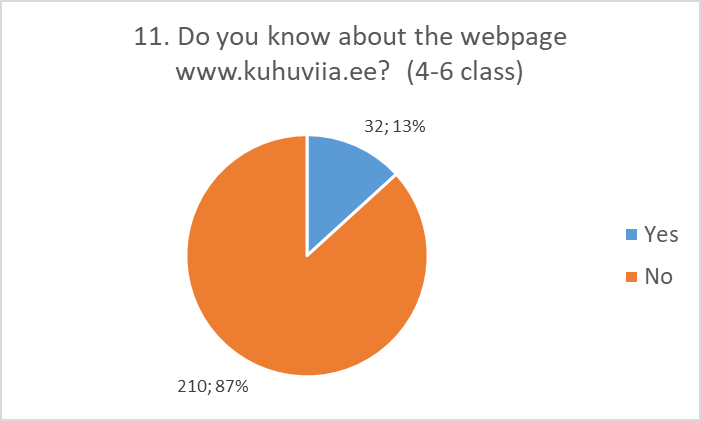 11. Do you know about the webpage
www.kuhuviia.ee?  (4-6 class)
32; 13%
Yes
No
210; 87%